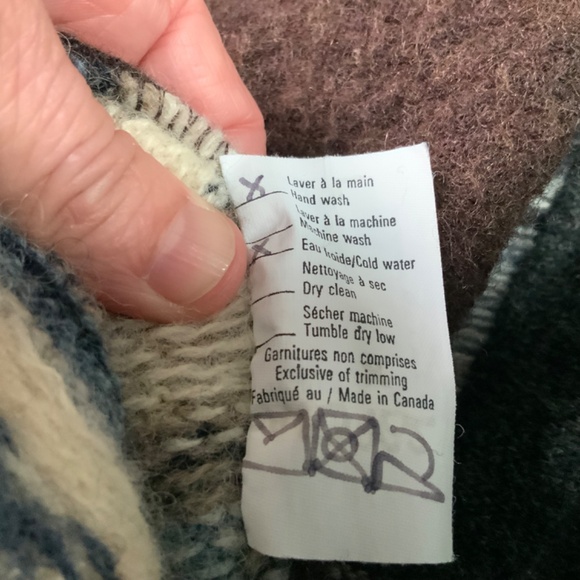 X Laver à la main
Hand wash
Laver à la machine
Machine wash
X Eau froide/Cold water
Nettoyage à sec
Dry clean
Sécher machine
Tumble dry low
Garnitures non comprises
Exclusive of trimming
Fabriqué au / Made in Canada